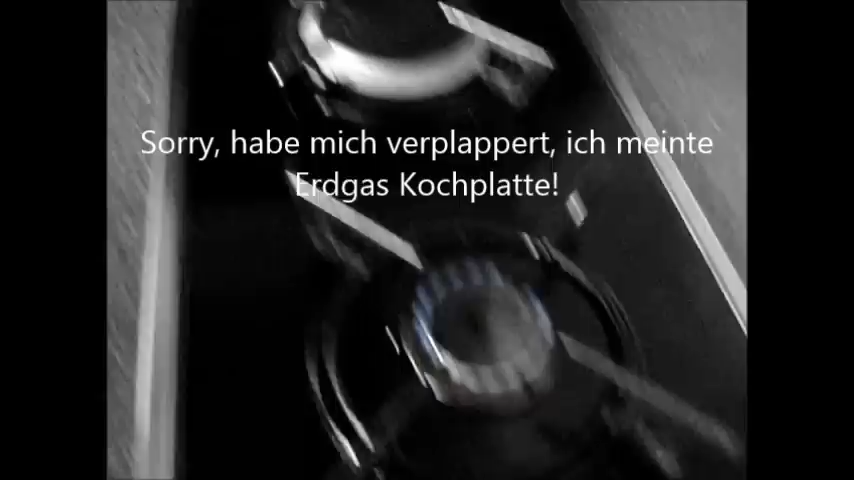 Sorry, habe mich verplappert, ich meinte
Erdgas Kochplatte!